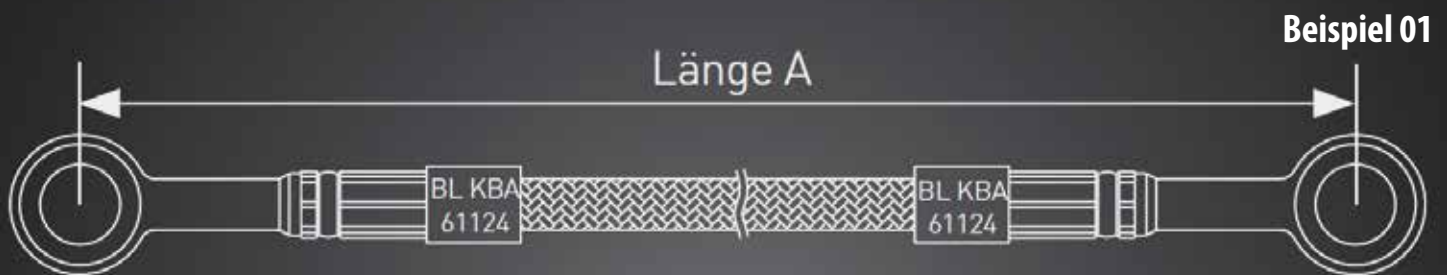 Beispiel 01
Länge A
BL KBA
61124
BL KBA
61124